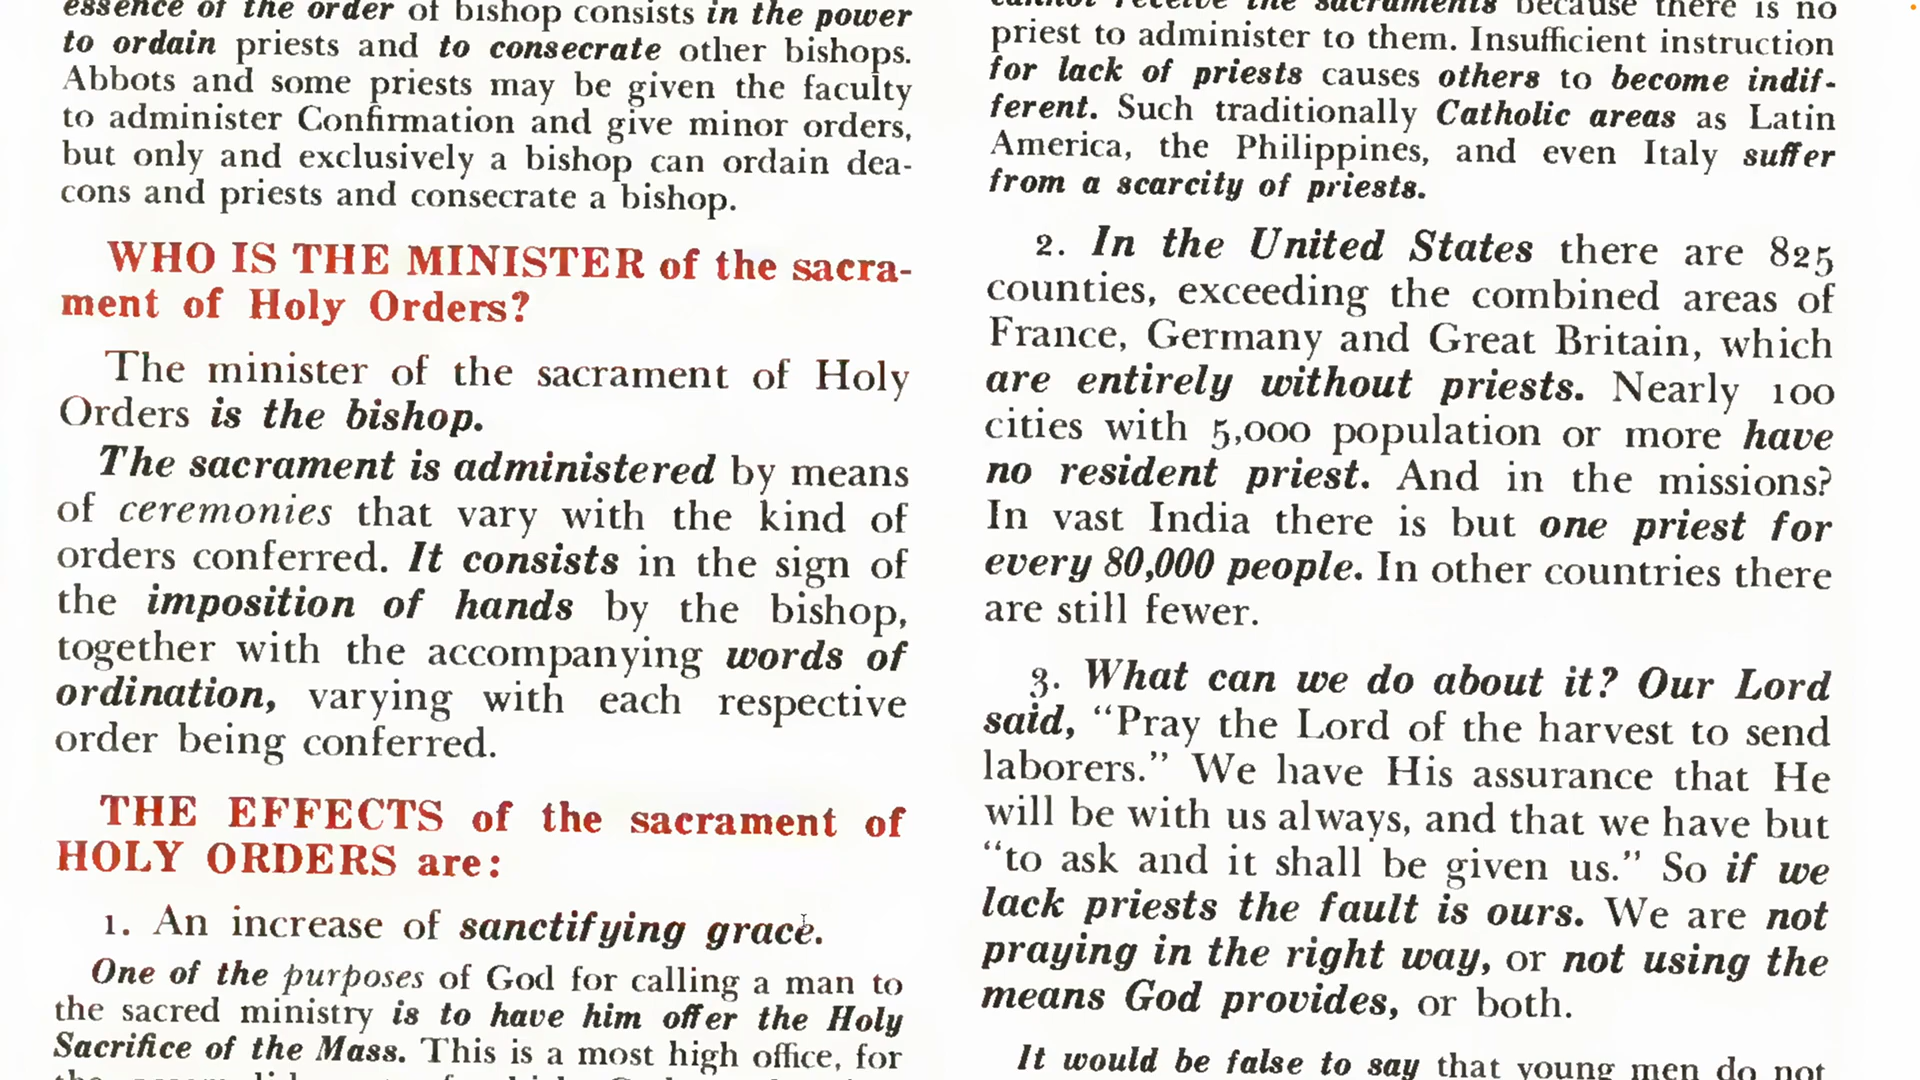 essence of the order of bishop consists in the power
to ordain priests and to consecrate other bishops.
Abbots and some priests may be given the faculty
to administer Confirmation and give minor orders,
but only and exclusively a bishop can ordain dea-
cons and priests and consecrate a bishop.
WHO IS THE MINISTER of the sacra-
ment of Holy Orders?
The minister of the sacrament of Holy
Orders is the bishop.
The sacrament is administered by means
of ceremonies that vary with the kind of
orders conferred. It consists in the sign of
the imposition of hands by the bishop,
together with the accompanying words of
ordination, varying with each respective
order being conferred.
THE EFFECTS of the sacrament of
HOLY ORDERS are:
1. An increase of sanctifying grace.
One of the purposes of God for calling a man to
the sacred ministry is to have him offer the Holy
Sacrifice of the Mass. This is a most high office, for
cannot receive the sacraments because there is no
priest to administer to them. Insufficient instruction
for lack of priests causes others to become indif-
ferent. Such traditionally Catholic areas as Latin
America, the Philippines, and even Italy suffer
from a scarcity of priests.
2. In the United States there are 825
counties, exceeding the combined areas of
France, Germany and Great Britain, which
are entirely without priests. Nearly 100
cities with 5,000 population or more have
no resident priest. And in the missions?
In vast India there is but one priest for
every 80,000 people. In other countries there
are still fewer.
3. What can we do about it? Our Lord
said, “Pray the Lord of the harvest to send
laborers.” We have His assurance that He
will be with us always, and that we have but
“to ask and it shall be given us.” So if we
lack priests the fault is ours. We are not
praying in the right way, or not using the
means God provides, or both.
It would be false to say that young men do not